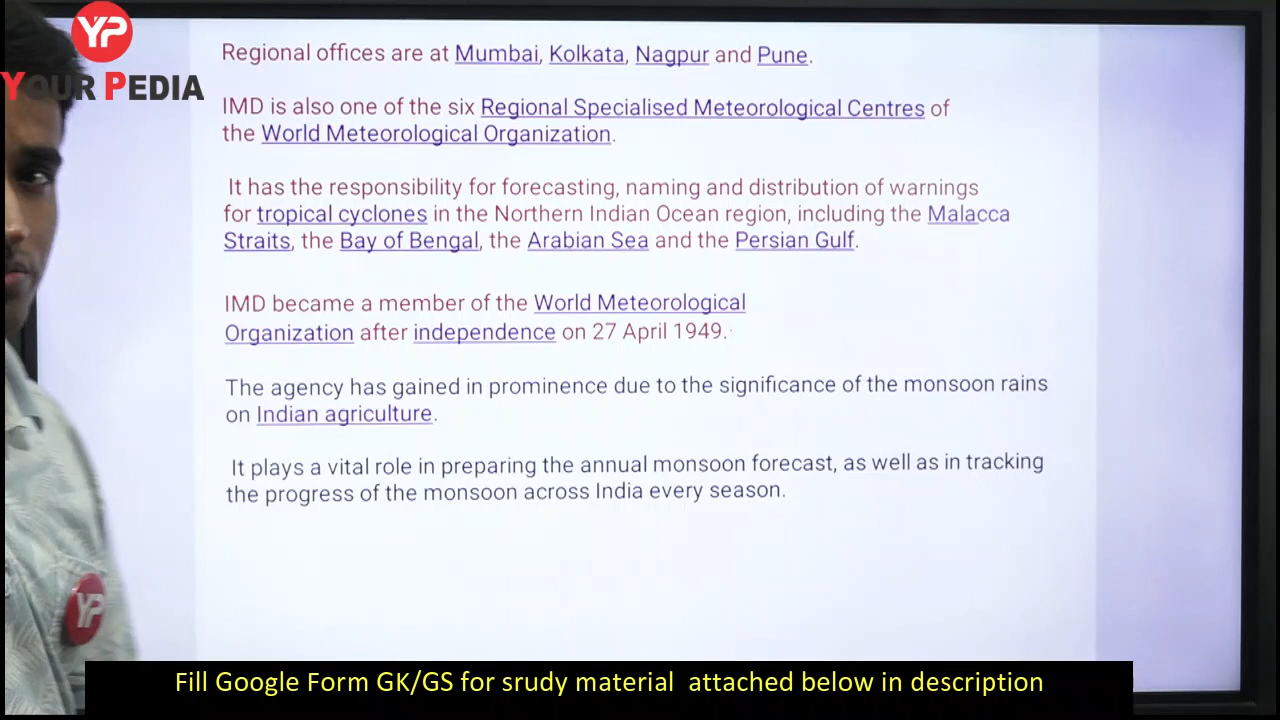 YP
YOUR PEDIA
Regional offices are at Mumbai, Kolkata, Nagpur and Pune.
IMD is also one of the six Regional Specialised Meteorological Centres of
the World Meteorological Organization.
It has the responsibility for forecasting, naming and distribution of warnings
for tropical cyclones in the Northern Indian Ocean region, including the Malacca
Straits, the Bay of Bengal, the Arabian Sea and the Persian Gulf.
IMD became a member of the World Meteorological
Organization after independence on 27 April 1949.
The agency has gained in prominence due to the significance of the monsoon rains
on Indian agriculture.
It plays a vital role in preparing the annual monsoon forecast, as well as in tracking
the progress of the monsoon across India every season.
YP
Fill Google Form GK/GS for srudy material attached below in description